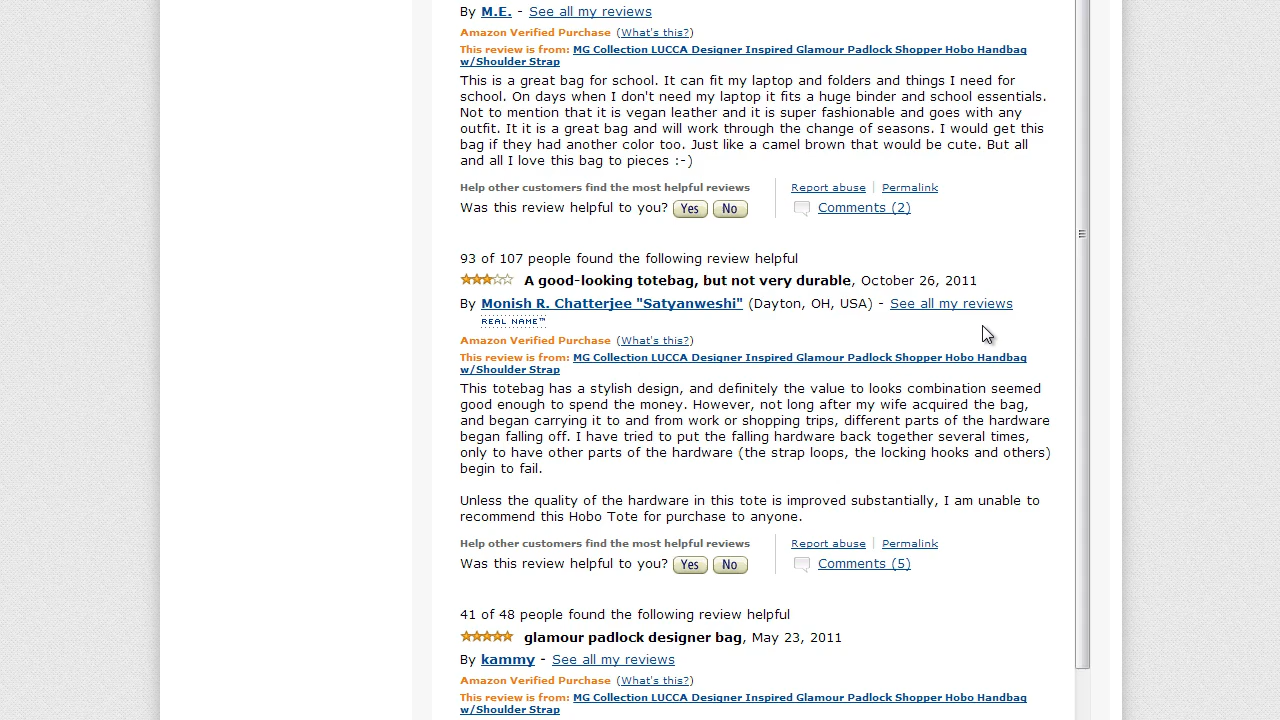 By M.E. - See all my reviews
Amazon Verified Purchase (What's this?)
This review is from: MG Collection LUCCA Designer Inspired Glamour Padlock Shopper Hobo Handbag
w/Shoulder Strap
This is a great bag for school. It can fit my laptop and folders and things I need for
school. On days when I don't need my laptop it fits a huge binder and school essentials.
Not to mention that it is vegan leather and it is super fashionable and goes with any
outfit. It it is a great bag and will work through the change of seasons. I would get this
bag if they had another color too. Just like a camel brown that would be cute. But all
and all I love this bag to pieces :-)
Help other customers find the most helpful reviews
Was this review helpful to you? Yes No
Report abuse | Permalink
Comments (2)
93 of 107 people found the following review helpful
A good-looking totebag, but not very durable, October 26, 2011
By Monish R. Chatterjee "Satyanweshi" (Dayton, OH, USA) - See all my reviews
REAL NAME™
Amazon Verified Purchase (What's this?)
This review is from: MG Collection LUCCA Designer Inspired Glamour Padlock Shopper Hobo Handbag
w/Shoulder Strap
This totebag has a stylish design, and definitely the value to looks combination seemed
good enough to spend the money. However, not long after my wife acquired the bag,
and began carrying it to and from work or shopping trips, different parts of the hardware
began falling off. I have tried to put the falling hardware back together several times,
only to have other parts of the hardware (the strap loops, the locking hooks and others)
begin to fail.
Unless the quality of the hardware in this tote is improved substantially, I am unable to
recommend this Hobo Tote for purchase to anyone.
Help other customers find the most helpful reviews
Was this review helpful to you? Yes No
Report abuse | Permalink
Comments (5)
41 of 48 people found the following review helpful
glamour padlock designer bag, May 23, 2011
By kammy - See all my reviews
Amazon Verified Purchase (What's this?)
This review is from: MG Collection LUCCA Designer Inspired Glamour Padlock Shopper Hobo Handbag
w/Shoulder Strap